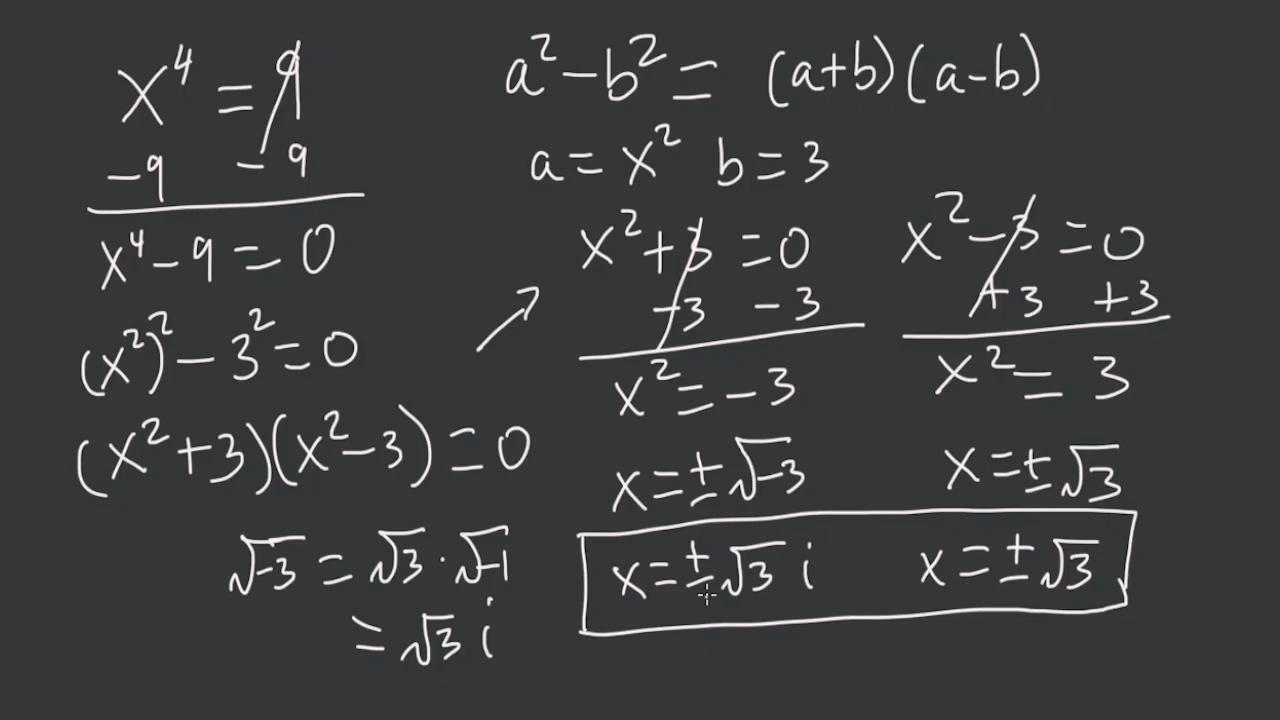 x⁴ = 9
-9 -9
x⁴ - 9 = 0
(x²)² - 3² = 0
(x² + 3)(x² - 3) = 0
√-3 = √3 · √-1
= √3 i
a² - b² = (a+b)(a-b)
a = x² b = 3
x² + 3 = 0
-3 -3
x² = -3
x = ±√-3
x = ±√3 i
x² - 3 = 0
+3 +3
x² = 3
x = ±√3
x = ±√3